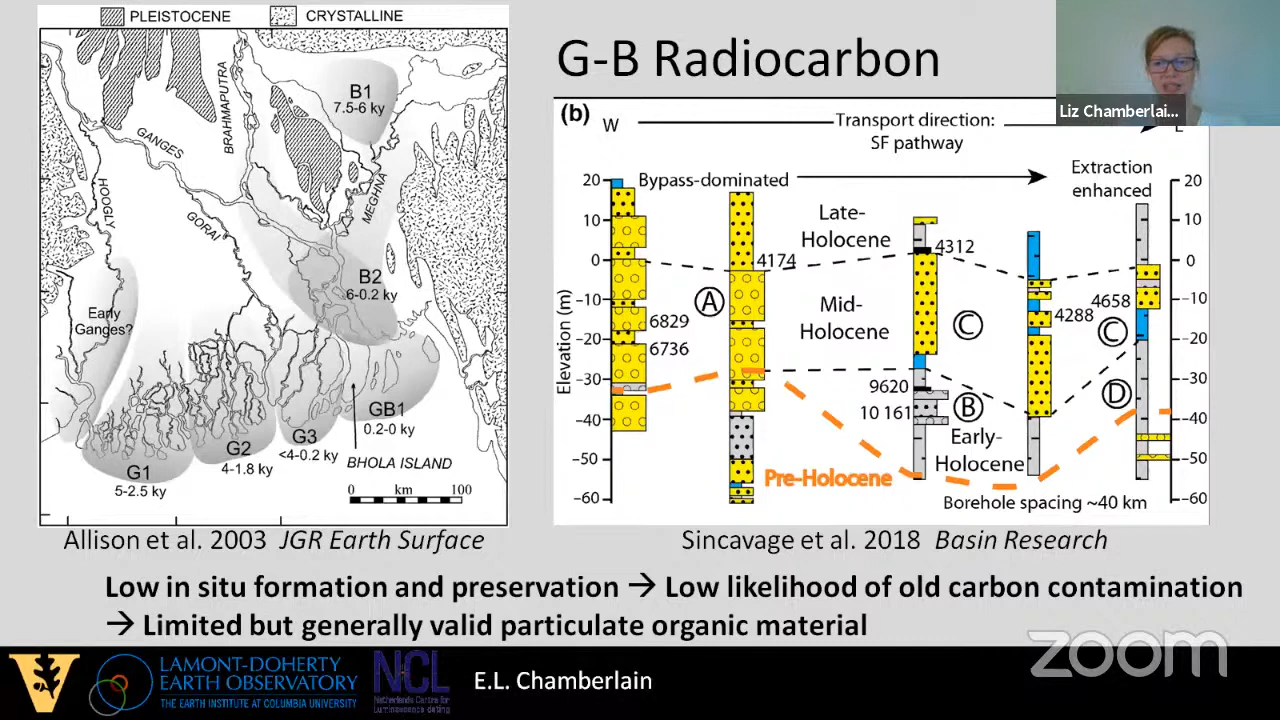 PLEISTOCENE
CRYSTALLINE
B1
7.5-6 ky
BRAHMAPUTRA
GANGES
HOOGLY
GORAI
MEGHNA
B2
6-0.2 ky
Early
Ganges?
GB1
0.2-0 ky
G3
<4-0.2 ky
G2
4-1.8 ky
G1
5-2.5 ky
BHOLA ISLAND
0 km 100
Allison et al. 2003 JGR Earth Surface
G-B Radiocarbon
Liz Chamberlai...
(b)
W
Transport direction:
SF pathway
Bypass-dominated
Extraction
enhanced
Elevation (m)
20
10
0
-10
-20
-30
-40
-50
-60
Late-
Holocene
Mid-
Holocene
Early-
Holocene
Pre-Holocene
6829
6736
4174
4312
9620
10 161
4288
4658
A
B
C
C
D
20
10
0
-10
-20
-30
-40
-50
-60
Borehole spacing ~40 km
Sincavage et al. 2018 Basin Research
Low in situ formation and preservation → Low likelihood of old carbon contamination
→ Limited but generally valid particulate organic material
zoom
V
LAMONT-DOHERTY
EARTH OBSERVATORY
THE EARTH INSTITUTE AT COLUMBIA UNIVERSITY
NCL
Netherlands Centre for
Luminescence dating
E.L. Chamberlain